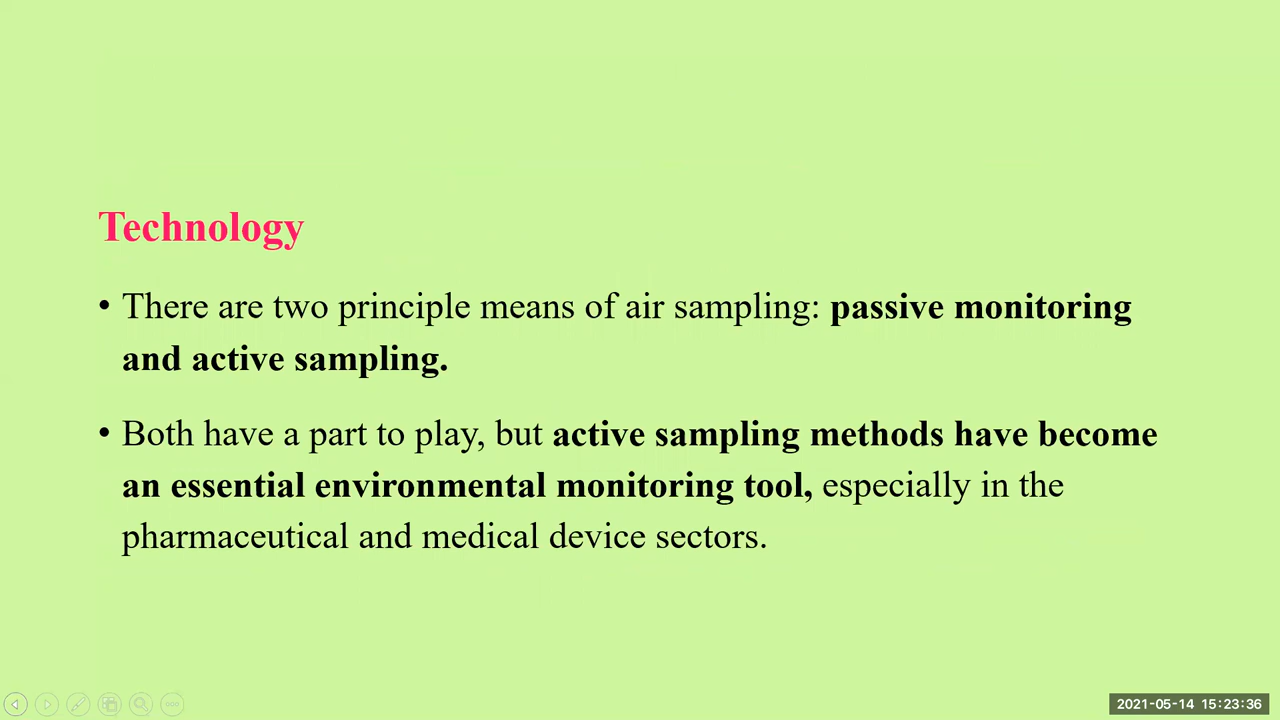 Technology
• There are two principle means of air sampling: passive monitoring
and active sampling.
• Both have a part to play, but active sampling methods have become
an essential environmental monitoring tool, especially in the
pharmaceutical and medical device sectors.
2021-05-14 15:23:36